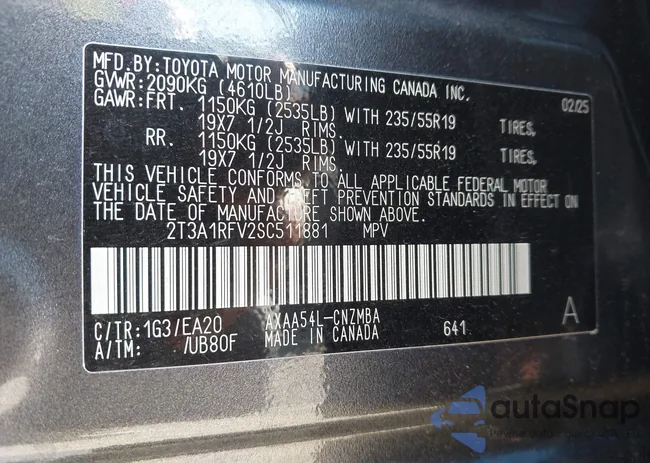 MFD. BY: TOYOTA MOTOR MANUFACTURING CANADA INC.
GVWR: 2090KG (4610LB) 02/25
GAWR: FRT. 1150KG (2535LB) WITH 235/55R19 TIRES,
19X7 1/2J RIMS.
RR. 1150KG (2535LB) WITH 235/55R19 TIRES,
19X7 1/2J RIMS.
THIS VEHICLE CONFORMS TO ALL APPLICABLE FEDERAL MOTOR
VEHICLE SAFETY AND THEFT PREVENTION STANDARDS IN EFFECT ON
THE DATE OF MANUFACTURE SHOWN ABOVE.
2T3A1RFV2SC511881 MPV
C/TR: 1G3/EA20 AXAA54L-CNZMBA 641 A
A/TM: /UB80F MADE IN CANADA
autoSnap